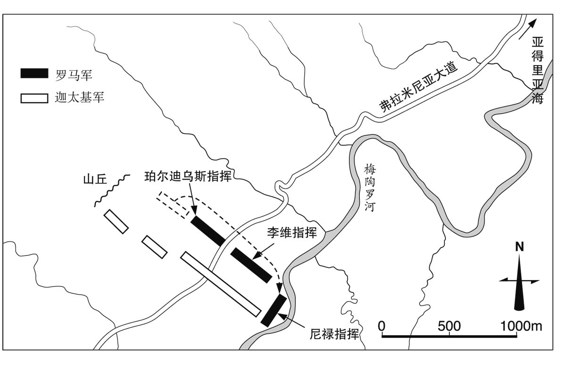 罗马军
迦太基军
亚得里亚海
弗拉米尼亚大道
梅陶罗河
山丘
珀尔迪乌斯指挥
李维指挥
尼禄指挥
N
0 500 1000m